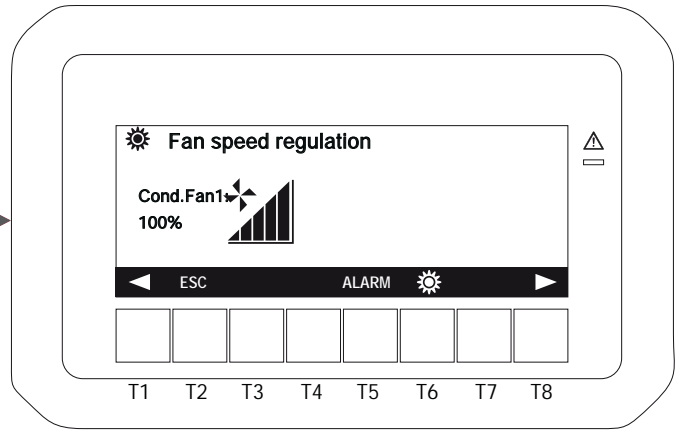 Fan speed regulation
Cond.Fan1:
100%
ESC ALARM
T1 T2 T3 T4 T5 T6 T7 T8